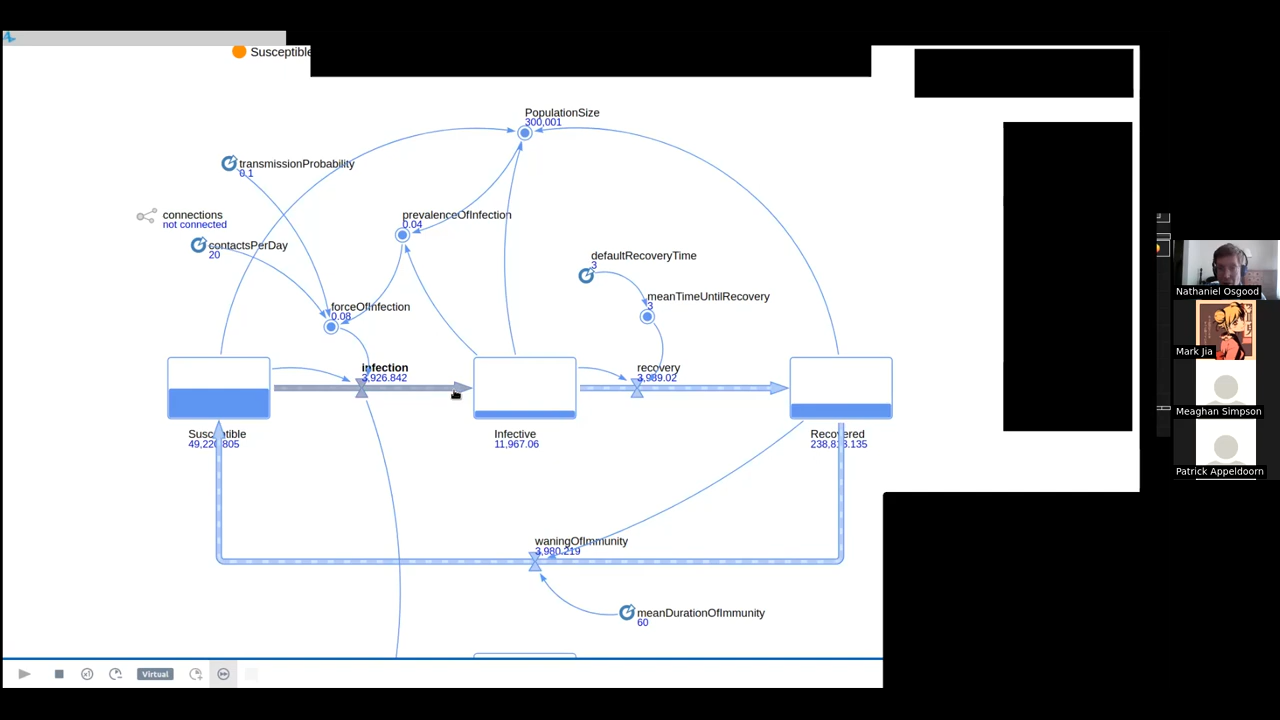 Susceptible
PopulationSize
300,001
transmissionProbability
0.1
connections
not connected
prevalenceOfInfection
0.04
contactsPerDay
20
defaultRecoveryTime
3
meanTimeUntilRecovery
3
forceOfInfection
0.08
infection
3,926.842
recovery
3,989.02
Susceptible
Infective
11,967.06
Recovered
waningOfImmunity
3,980.219
meanDurationOfImmunity
60
x1
Virtual
Nathaniel Osgood
Mark Jia
Meaghan Simpson
Patrick Appeldoorn